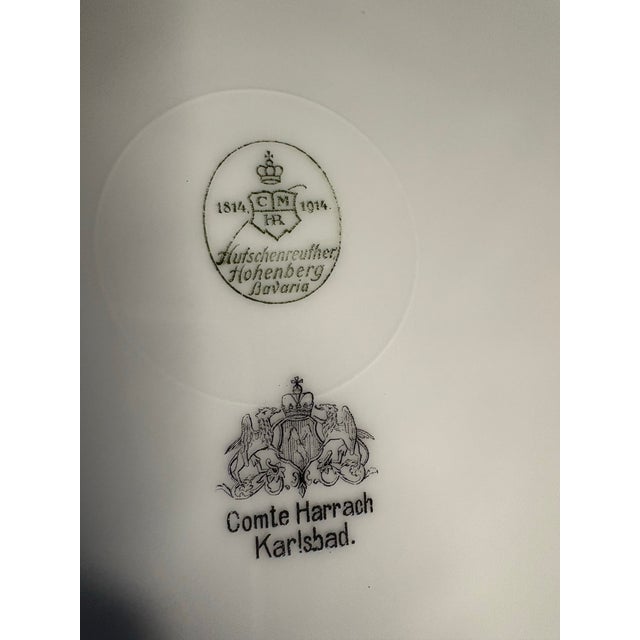 1814. C M 1914.
HR
Hutschenreuther
Hohenberg
Bavaria
Comte Harrach
Karlsbad.